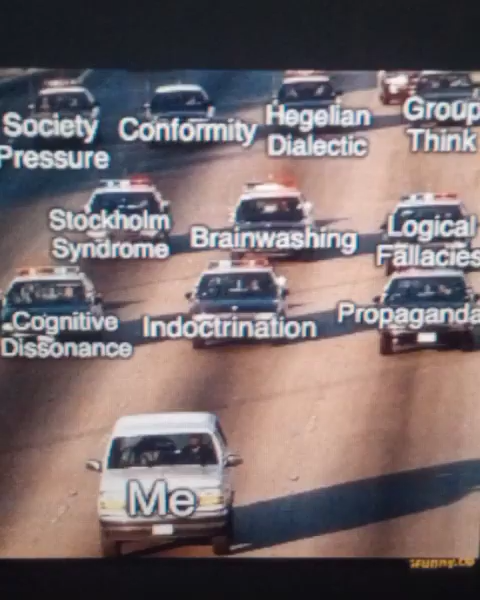 Society
Pressure
Conformity
Hegelian
Dialectic
Group
Think
Stockholm
Syndrome
Brainwashing
Logical
Fallacies
Cognitive
Dissonance
Indoctrination
Propaganda
Me